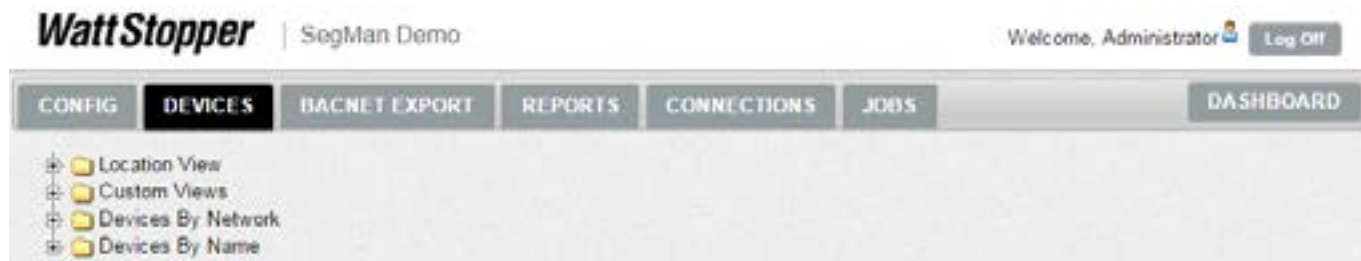 WattStopper | SegMan Demo Welcome, Administrator Log Off
CONFIG DEVICES BACNET EXPORT REPORTS CONNECTIONS JOBS DASHBOARD
Location View
Custom Views
Devices By Network
Devices By Name